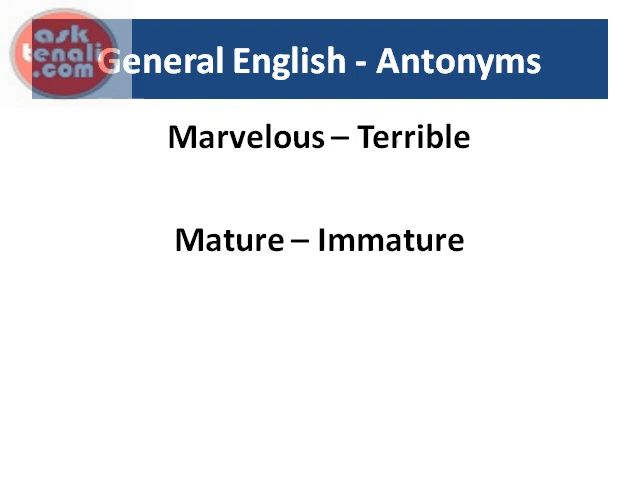 ask
tenali
.com
General English - Antonyms
Marvelous – Terrible
Mature – Immature